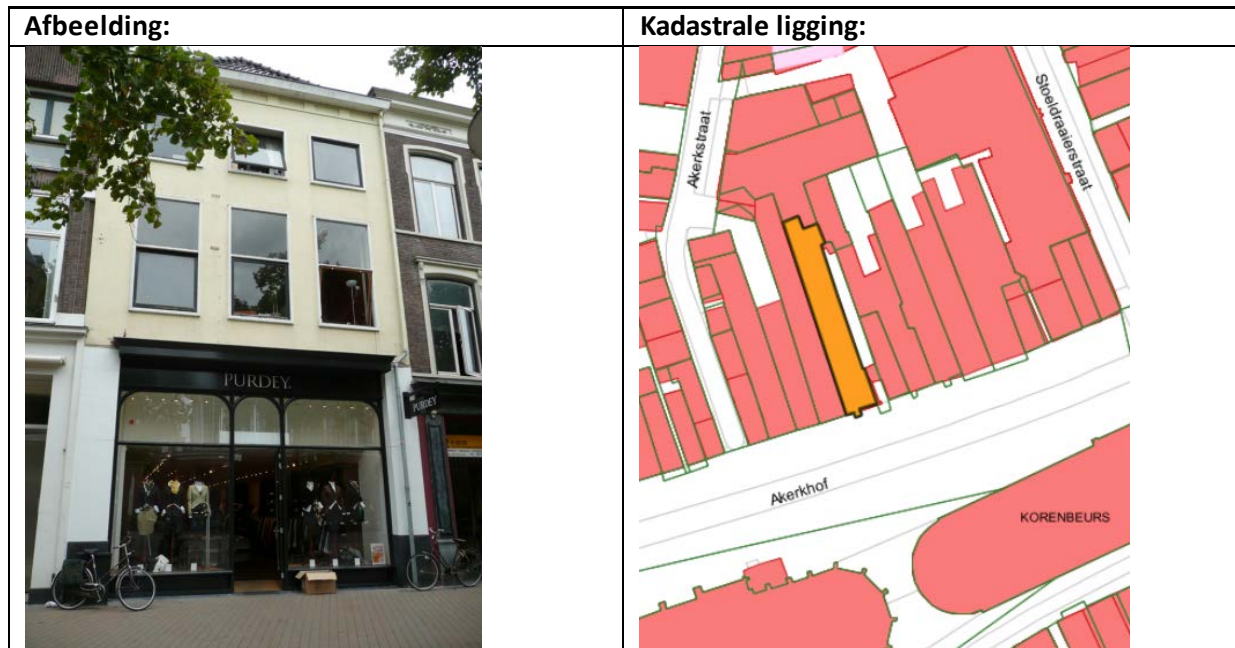 Afbeelding:
Kadastrale ligging:
PURDEY
PURDEY
Akerkstraat
Stoeldraaierstraat
Akerkhof
KORENBEURS